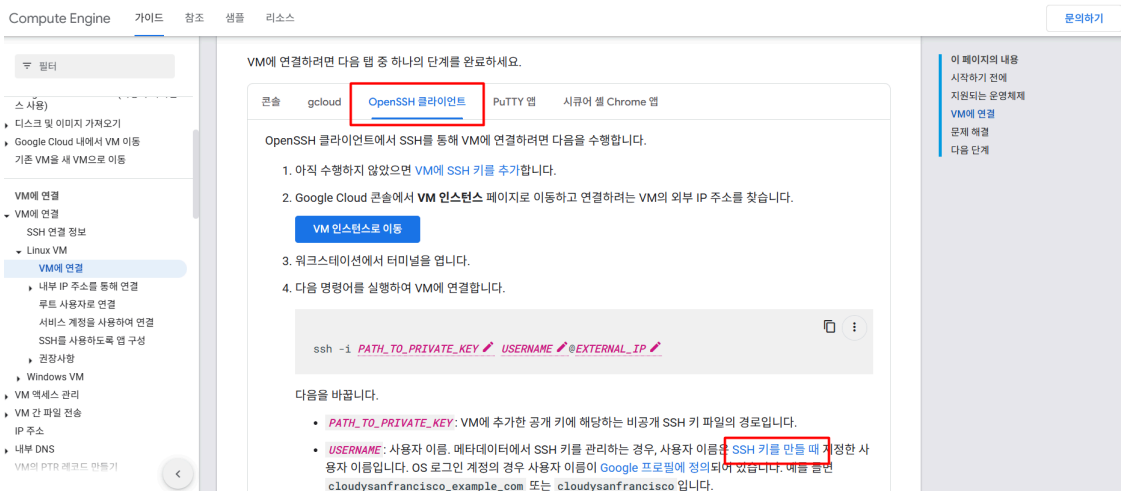 Compute Engine 가이드 참조 샘플 리소스 문의하기
필터
스 사용)
디스크 및 이미지 가져오기
Google Cloud 내에서 VM 이동
기존 VM을 새 VM으로 이동
VM에 연결
VM에 연결
SSH 연결 정보
Linux VM
VM에 연결
내부 IP 주소를 통해 연결
루트 사용자로 연결
서비스 계정을 사용하여 연결
SSH를 사용하도록 앱 구성
권장사항
Windows VM
VM 액세스 관리
VM 간 파일 전송
IP 주소
내부 DNS
VM의 PTR 레코드 만들기
VM에 연결하려면 다음 탭 중 하나의 단계를 완료하세요.
콘솔 gcloud OpenSSH 클라이언트 PuTTY 앱 시큐어 셸 Chrome 앱
OpenSSH 클라이언트에서 SSH를 통해 VM에 연결하려면 다음을 수행합니다.
1. 아직 수행하지 않았으면 VM에 SSH 키를 추가합니다.
2. Google Cloud 콘솔에서 VM 인스턴스 페이지로 이동하고 연결하려는 VM의 외부 IP 주소를 찾습니다.
VM 인스턴스로 이동
3. 워크스테이션에서 터미널을 엽니다.
4. 다음 명령어를 실행하여 VM에 연결합니다.
ssh -i PATH_TO_PRIVATE_KEY USERNAME@EXTERNAL_IP
다음을 바꿉니다.
• PATH_TO_PRIVATE_KEY: VM에 추가한 공개 키에 해당하는 비공개 SSH 키 파일의 경로입니다.
• USERNAME: 사용자 이름. 메타데이터에서 SSH 키를 관리하는 경우, 사용자 이름은 SSH 키를 만들 때 지정한 사
용자 이름입니다. OS 로그인 계정의 경우 사용자 이름이 Google 프로필에 정의되어 있습니다. 예를 들면
cloudysanfrancisco_example_com 또는 cloudysanfrancisco 입니다.
이 페이지의 내용
시작하기 전에
지원되는 운영체제
VM에 연결
문제 해결
다음 단계